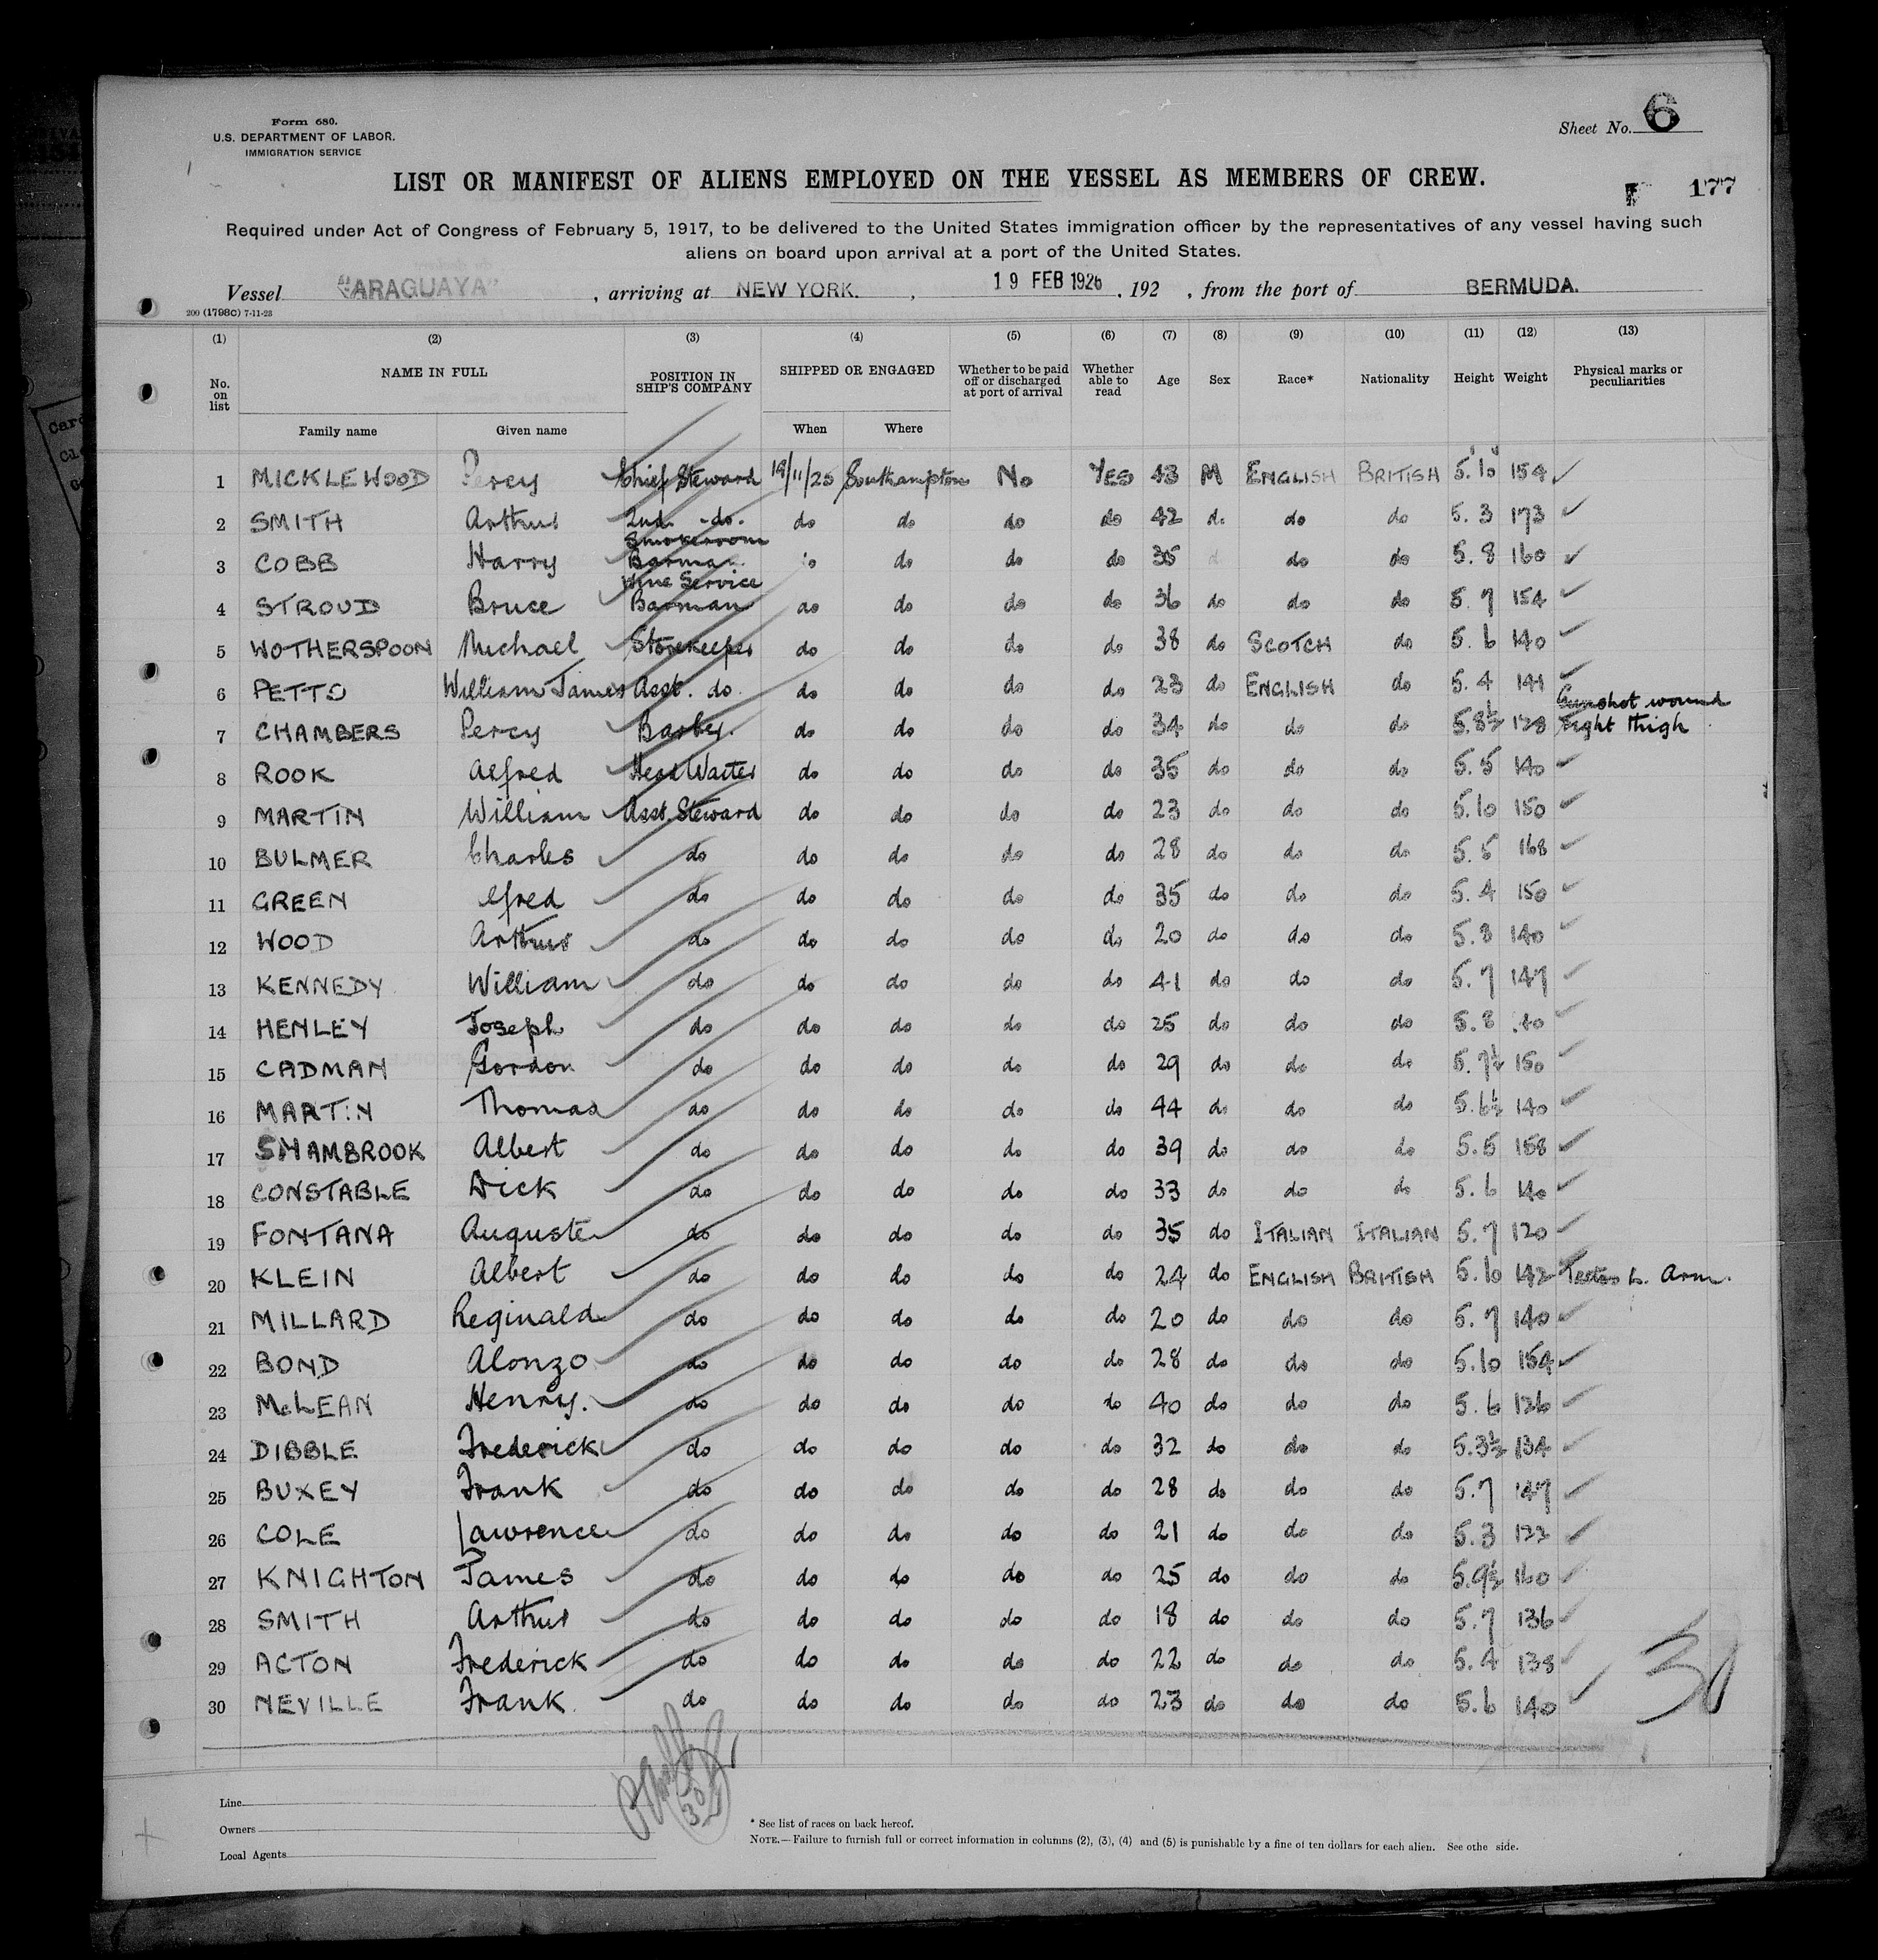 Form 680.
U.S. DEPARTMENT OF LABOR.
IMMIGRATION SERVICE
Sheet No. 6
LIST OR MANIFEST OF ALIENS EMPLOYED ON THE VESSEL AS MEMBERS OF CREW.
177
Required under Act of Congress of February 5, 1917, to be delivered to the United States immigration officer by the representatives of any vessel having such
aliens on board upon arrival at a port of the United States.
Vessel "ARAGUAYA", arriving at NEW YORK., 19 FEB 1926, 192 , from the port of BERMUDA.
200 (1798C) 7-11-23
(1) (2) (3) (4) (5) (6) (7) (8) (9) (10) (11) (12) (13)
No. on list NAME IN FULL POSITION IN SHIP'S COMPANY SHIPPED OR ENGAGED Whether to be paid off or discharged at port of arrival Whether able to read Age Sex Race* Nationality Height Weight Physical marks or peculiarities
Family name Given name When Where
1 MICKLEWOOD Percy Chief Steward 19/11/25 Southampton No YES 43 M ENGLISH BRITISH 5.10 154
2 SMITH Arthur 2nd. -do. do do do do 42 do do do 5.3 173
3 COBB Harry Smokeroom Barman do do do do 35 do do do 5.8 160
4 STROUD Bruce Wine Service Barman do do do do 36 do do do 5.7 154
5 WOTHERSPOON Michael Storekeeper do do do do 38 do SCOTCH do 5.6 140
6 PETTO William James Asst. do. do do do do 23 do ENGLISH do 5.4 141
7 CHAMBERS Percy Barber. do do do do 34 do do do 5.8½ 128 Gunshot wound right thigh
8 ROOK Alfred Head Waiter do do do do 35 do do do 5.5 140
9 MARTIN William Asst. Steward do do do do 23 do do do 5.10 150
10 BULMER Charles do do do do do 28 do do do 5.5 168
11 GREEN lfred do do do do do 35 do do do 5.4 150
12 WOOD Arthur do do do do do 20 do do do 5.8 140
13 KENNEDY William do do do do do 41 do do do 5.7 147
14 HENLEY Joseph do do do do do 25 do do do 5.8 40
15 CADMAN Gordon do do do do do 29 do do do 5.7½ 150
16 MARTIN Thomas do do do do do 44 do do do 5.6½ 140
17 SHAMBROOK Albert do do do do do 39 do do do 5.5 158
18 CONSTABLE Dick do do do do do 33 do do do 5.6 140
19 FONTANA Auguste do do do do do 35 do ITALIAN ITALIAN 5.7 120
20 KLEIN Albert do do do do do 24 do ENGLISH BRITISH 5.10 142 L. Arm.
21 MILLARD Reginald do do do do do 20 do do do 5.7 140
22 BOND Alonzo do do do do do 28 do do do 5.10 154
23 McLEAN Henry. do do do do do 40 do do do 5.6 126
24 DIBBLE Frederick do do do do do 32 do do do 5.3½ 134
25 BUXEY Frank do do do do do 28 do do do 5.7 147
26 COLE Lawrence do do do do do 21 do do do 5.3 122
27 KNIGHTON James do do do do do 25 do do do 5.9½ 160
28 SMITH Arthur do do do do do 18 do do do 5.7 136
29 ACTON Frederick do do do do do 22 do do do 5.4 138
30 NEVILLE Frank. do do do do do 23 do do do 5.6 140
30
30
Line
Owners
Local Agents
* See list of races on back hereof.
NOTE.—Failure to furnish full or correct information in columns (2), (3), (4) and (5) is punishable by a fine of ten dollars for each alien. See othe side.